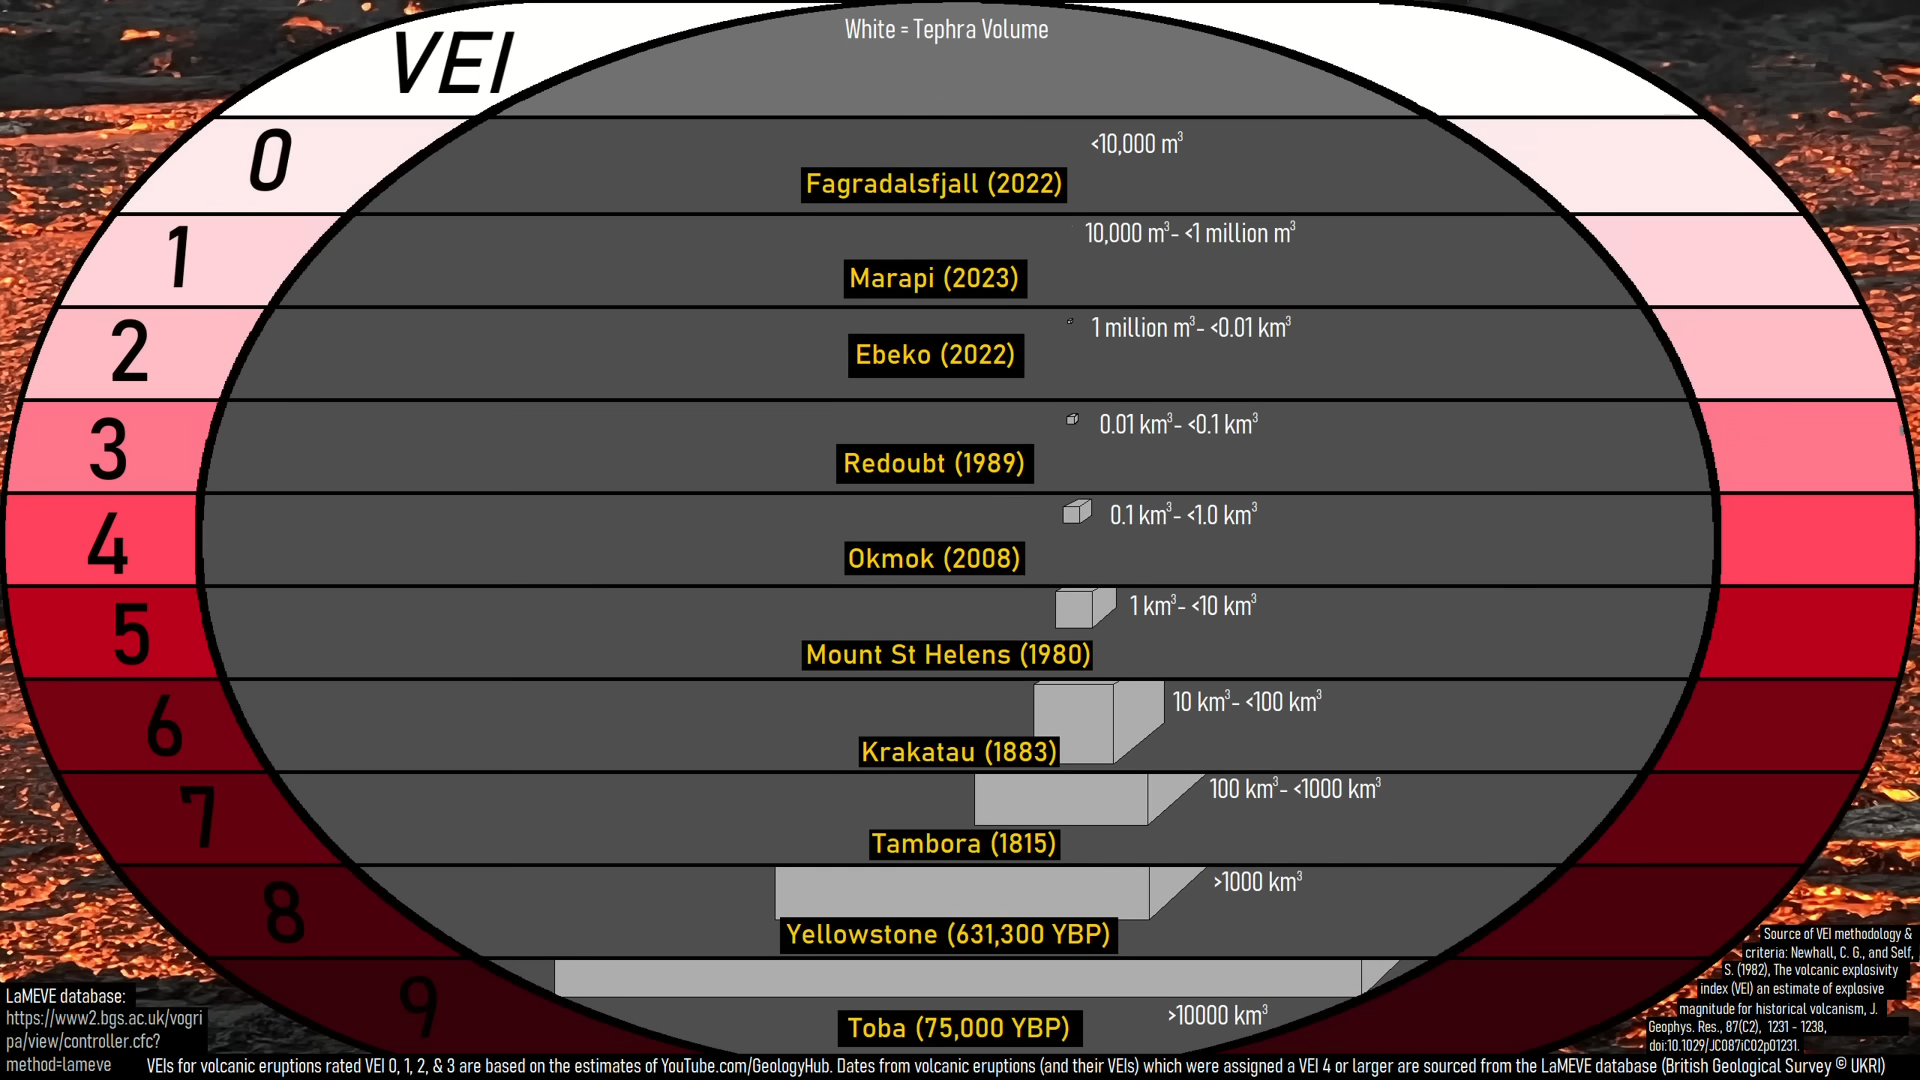 White = Tephra Volume
VEI
0
<10,000 m³
Fagradalsfjall (2022)
1
10,000 m³- <1 million m³
Marapi (2023)
2
1 million m³- <0.01 km³
Ebeko (2022)
3
0.01 km³- <0.1 km³
Redoubt (1989)
4
0.1 km³- <1.0 km³
Okmok (2008)
5
1 km³- <10 km³
Mount St Helens (1980)
6
10 km³- <100 km³
Krakatau (1883)
7
100 km³- <1000 km³
Tambora (1815)
8
>1000 km³
Yellowstone (631,300 YBP)
9
>10000 km³
Toba (75,000 YBP)
LaMEVE database:
https://www2.bgs.ac.uk/vogri
pa/view/controller.cfc?
method=lameve
Source of VEI methodology &
criteria: Newhall, C. G., and Self,
S. (1982), The volcanic explosivity
index (VEI) an estimate of explosive
magnitude for historical volcanism, J.
Geophys. Res., 87(C2), 1231 - 1238,
doi:10.1029/JC087iC02p01231.
VEIs for volcanic eruptions rated VEI 0, 1, 2, & 3 are based on the estimates of YouTube.com/GeologyHub. Dates from volcanic eruptions (and their VEIs) which were assigned a VEI 4 or larger are sourced from the LaMEVE database (British Geological Survey © UKRI)